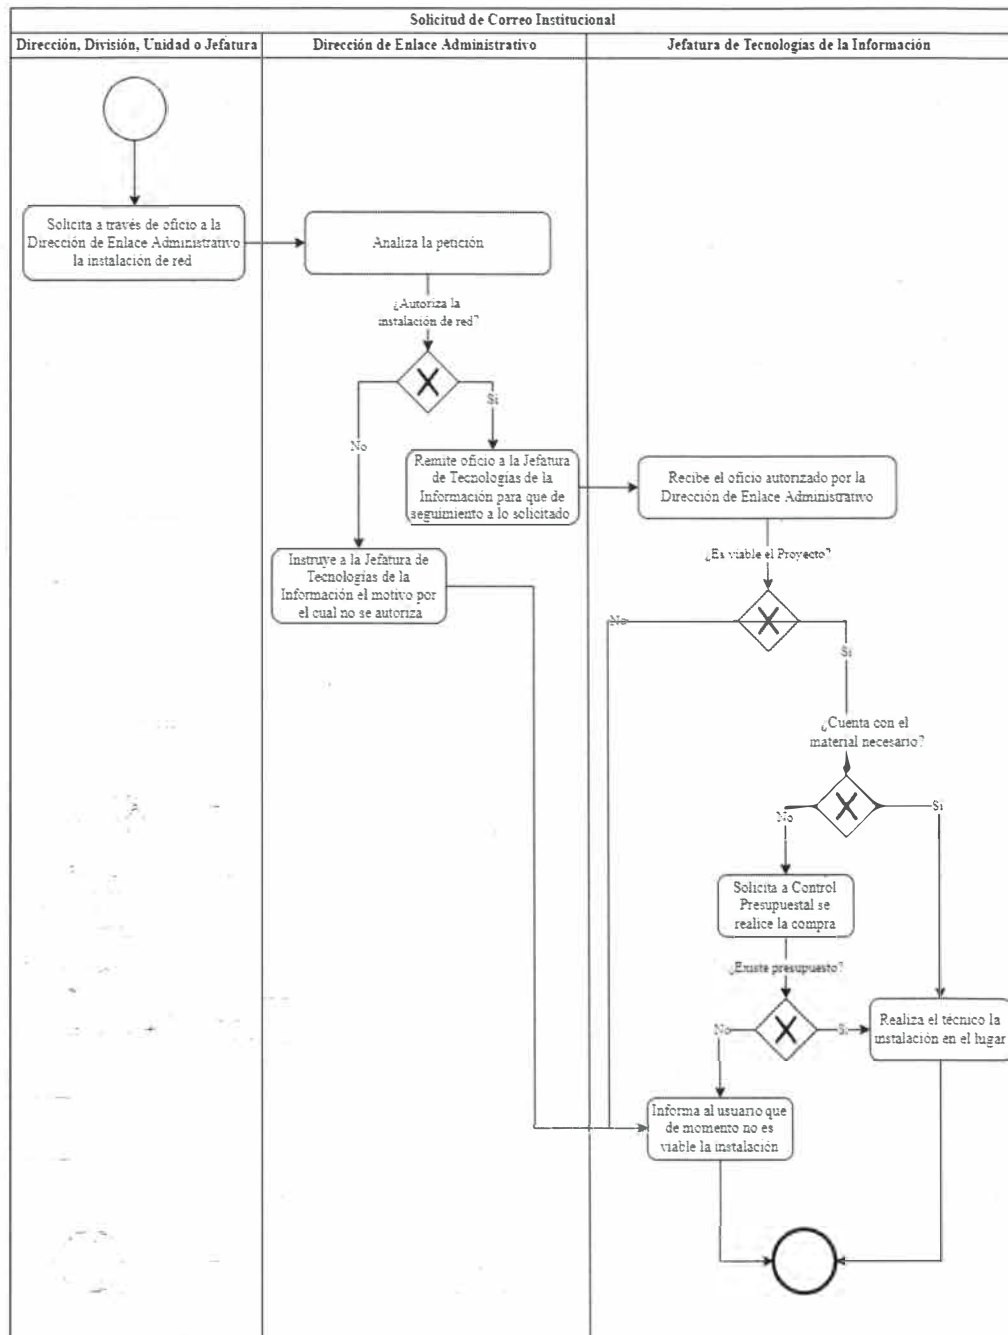 Solicitud de Correo Institucional
Dirección, División, Unidad o Jefatura
Dirección de Enlace Administrativo
Jefatura de Tecnologías de la Información
Solicita a través de oficio a la
Dirección de Enlace Administrativo
la instalación de red
Analiza la petición
¿Autoriza la
instalación de red?
No
Si
Remite oficio a la Jefatura
de Tecnologías de la
Información para que de
seguimiento a lo solicitado
Recibe el oficio autorizado por la
Dirección de Enlace Administrativo
Instruye a la Jefatura de
Tecnologías de la
Información el motivo por
el cual no se autoriza
¿Es viable el Proyecto?
No
Si
¿Cuenta con el
material necesario?
No
Si
Solicita a Control
Presupuestal se
realice la compra
¿Existe presupuesto?
No
Si
Realiza el técnico la
instalación en el lugar
Informa al usuario que
de momento no es
viable la instalación